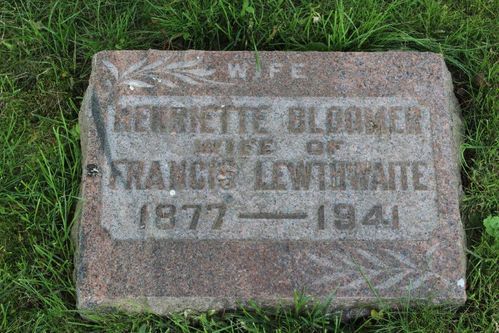 WIFE
HENRIETTE BLOOMER
WIFE OF
FRANCIS LEWTHWAITE
1877 — 1941